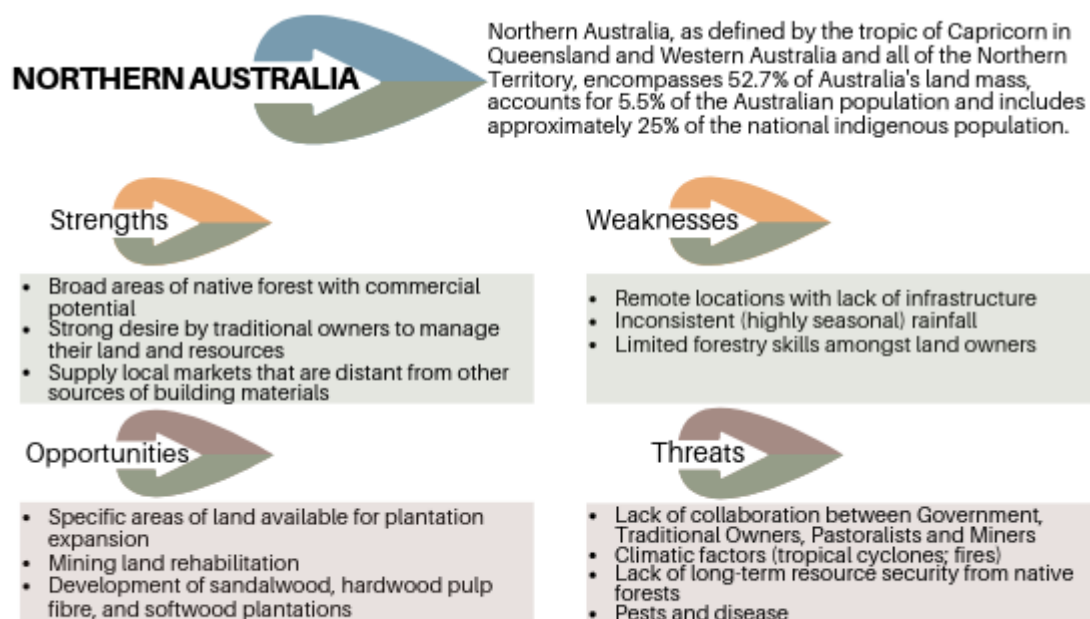 NORTHERN AUSTRALIA
Northern Australia, as defined by the tropic of Capricorn in
Queensland and Western Australia and all of the Northern
Territory, encompasses 52.7% of Australia's land mass,
accounts for 5.5% of the Australian population and includes
approximately 25% of the national indigenous population.
Strengths
• Broad areas of native forest with commercial
potential
• Strong desire by traditional owners to manage
their land and resources
• Supply local markets that are distant from other
sources of building materials
Weaknesses
• Remote locations with lack of infrastructure
• Inconsistent (highly seasonal) rainfall
• Limited forestry skills amongst land owners
Opportunities
• Specific areas of land available for plantation
expansion
• Mining land rehabilitation
• Development of sandalwood, hardwood pulp
fibre, and softwood plantations
Threats
• Lack of collaboration between Government,
Traditional Owners, Pastoralists and Miners
• Climatic factors (tropical cyclones; fires)
• Lack of long-term resource security from native
forests
• Pests and disease